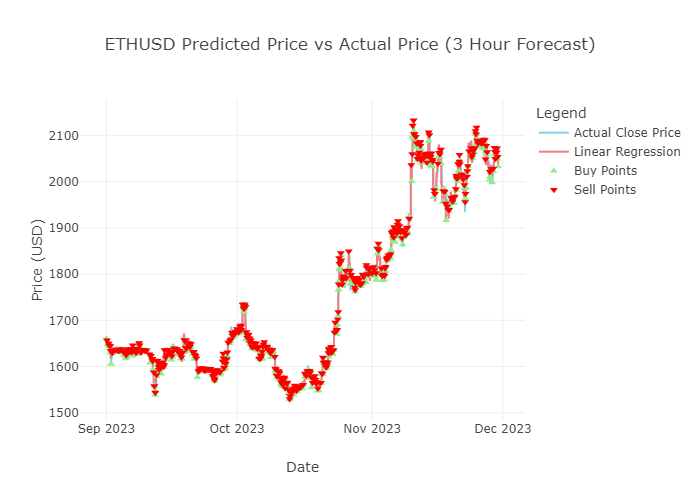 ETHUSD Predicted Price vs Actual Price (3 Hour Forecast)
Legend
Actual Close Price
Linear Regression
Buy Points
Sell Points
Price (USD)
2100
2000
1900
1800
1700
1600
1500
Sep 2023
Oct 2023
Nov 2023
Dec 2023
Date